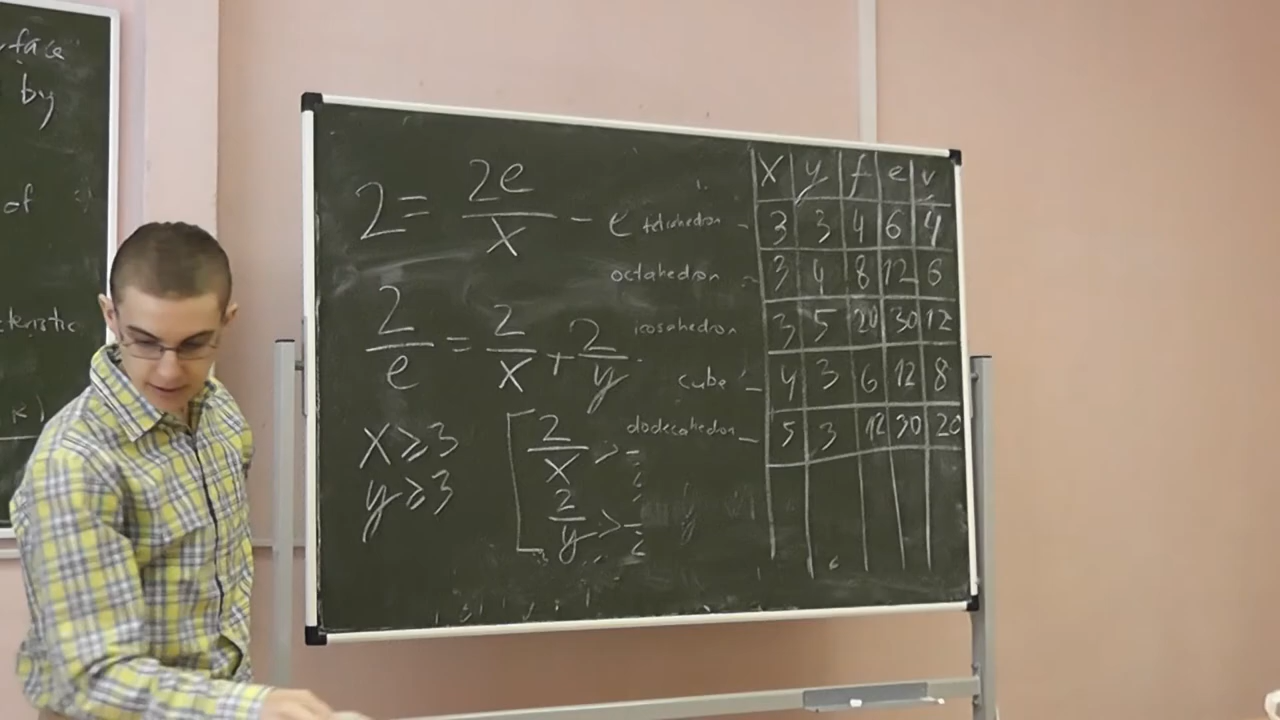 face
by
of
teristic
K)
2 = 2e/x - e
2/e = 2/x + 2/y
x ⩾ 3
y ⩾ 3
[ 2/x >
2/y >
x y f e v
tetrahedron - 3 3 4 6 4
octahedron - 3 4 8 12 6
icosahedron 3 5 20 30 12
cube - 4 3 6 12 8
dodecahedron - 5 3 12 30 20